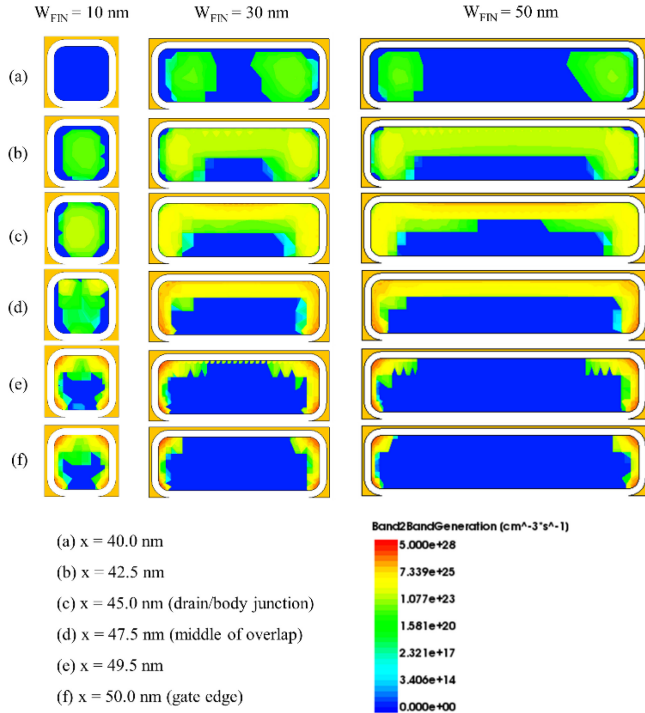 W_FIN = 10 nm W_FIN = 30 nm W_FIN = 50 nm
(a)
(b)
(c)
(d)
(e)
(f)
(a) x = 40.0 nm
(b) x = 42.5 nm
(c) x = 45.0 nm (drain/body junction)
(d) x = 47.5 nm (middle of overlap)
(e) x = 49.5 nm
(f) x = 50.0 nm (gate edge)
Band2BandGeneration (cm^-3*s^-1)
5.000e+28
7.339e+25
1.077e+23
1.581e+20
2.321e+17
3.406e+14
0.000e+00